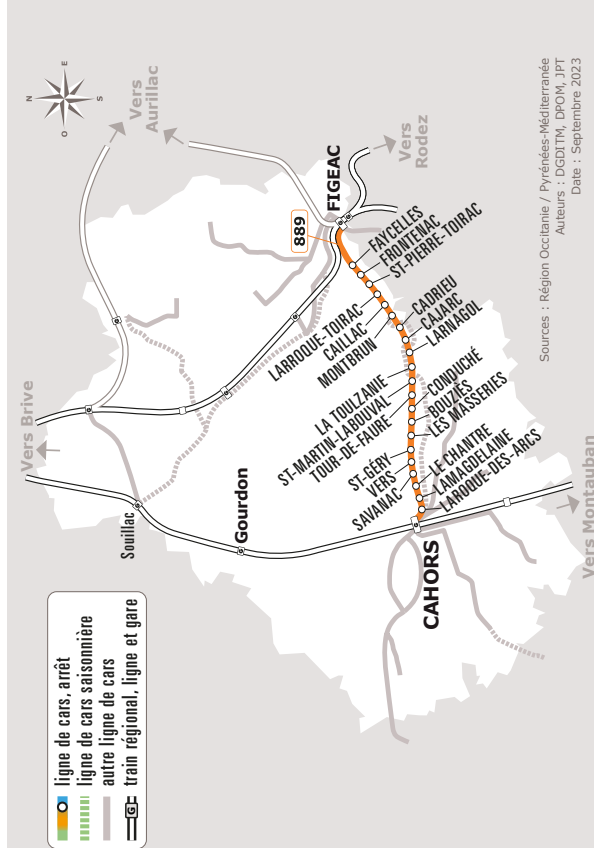 N
E
S
O
Vers
Aurillac
Vers Brive
Souillac
Gourdon
FIGEAC
889
Vers
Rodez
FAYCELLES
FRONTENAC
ST-PIERRE-TOIRAC
LARROQUE-TOIRAC
CAILLAC
MONTBRUN
CADRIEU
CAJARC
LARNAGOL
LA TOULZANIE
ST-MARTIN-LABOUVAL
TOUR-DE-FAURE
CONDUCHÉ
BOUZIÈS
LES MASSERIES
ST-GÉRY
VERS
SAVANAC
LE CHANTRE
LAMAGDELAINE
LAROQUE-DES-ARCS
CAHORS
Vers Montauban
ligne de cars, arrêt
ligne de cars saisonnière
autre ligne de cars
G train régional, ligne et gare
Sources : Région Occitanie / Pyrénées-Méditerranée
Auteurs : DGDITM, DPOM, JPT
Date : Septembre 2023